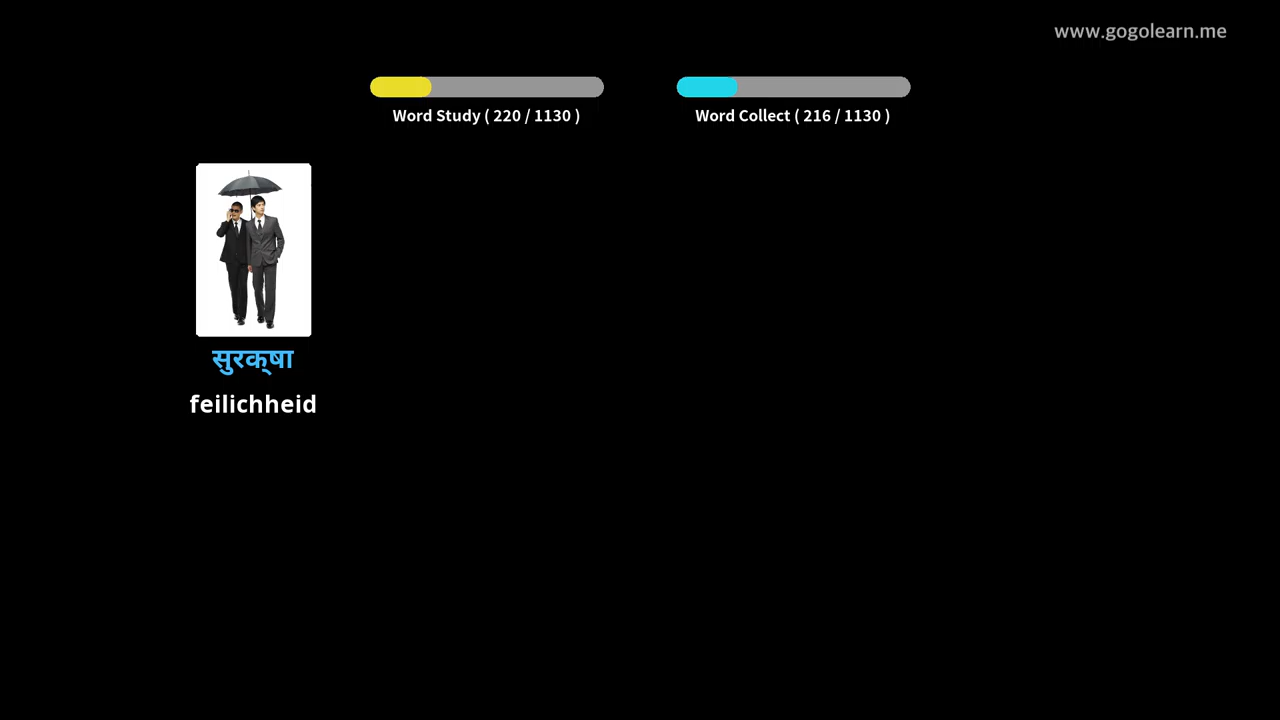 www.gogolearn.me
Word Study ( 220 / 1130 )
Word Collect ( 216 / 1130 )
सुरक्षा
feilichheid